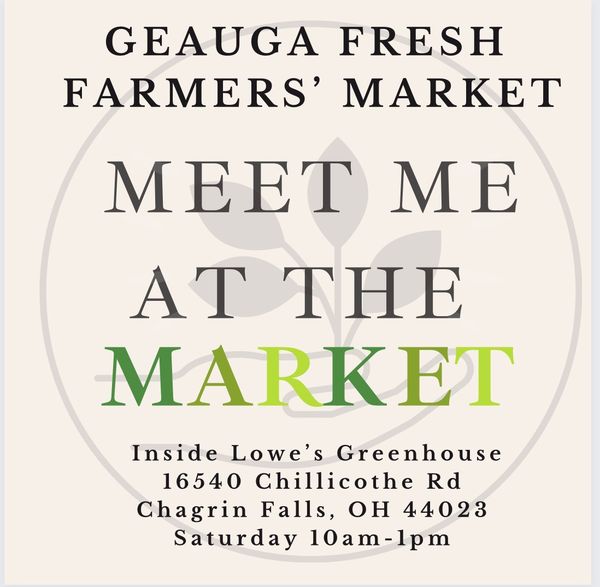 GEAUGA FRESH
FARMERS’ MARKET
MEET ME
AT THE
MARKET
Inside Lowe’s Greenhouse
16540 Chillicothe Rd
Chagrin Falls, OH 44023
Saturday 10am-1pm